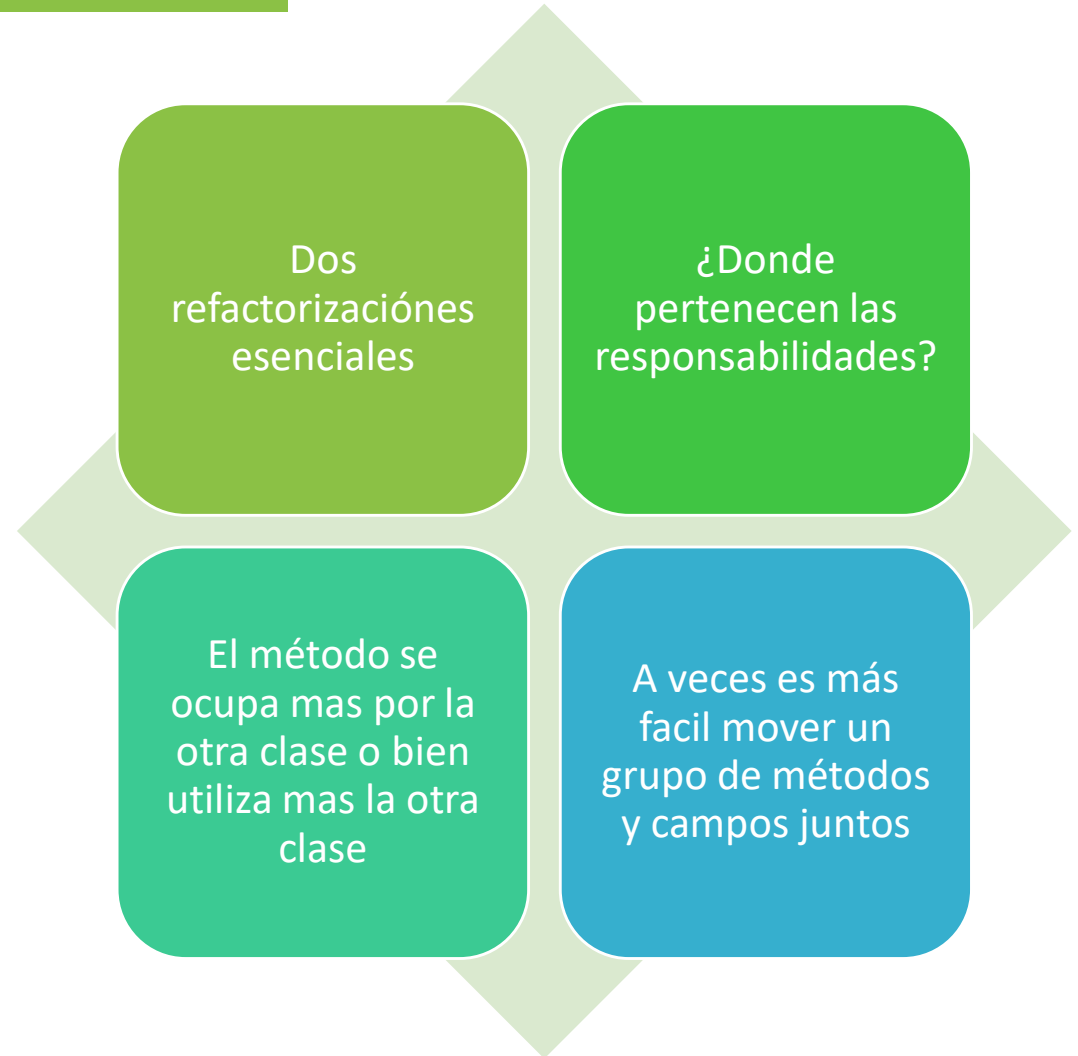 Dos
refactorizaciónes
esenciales
¿Donde
pertenecen las
responsabilidades?
El método se
ocupa mas por la
otra clase o bien
utiliza mas la otra
clase
A veces es más
facil mover un
grupo de métodos
y campos juntos